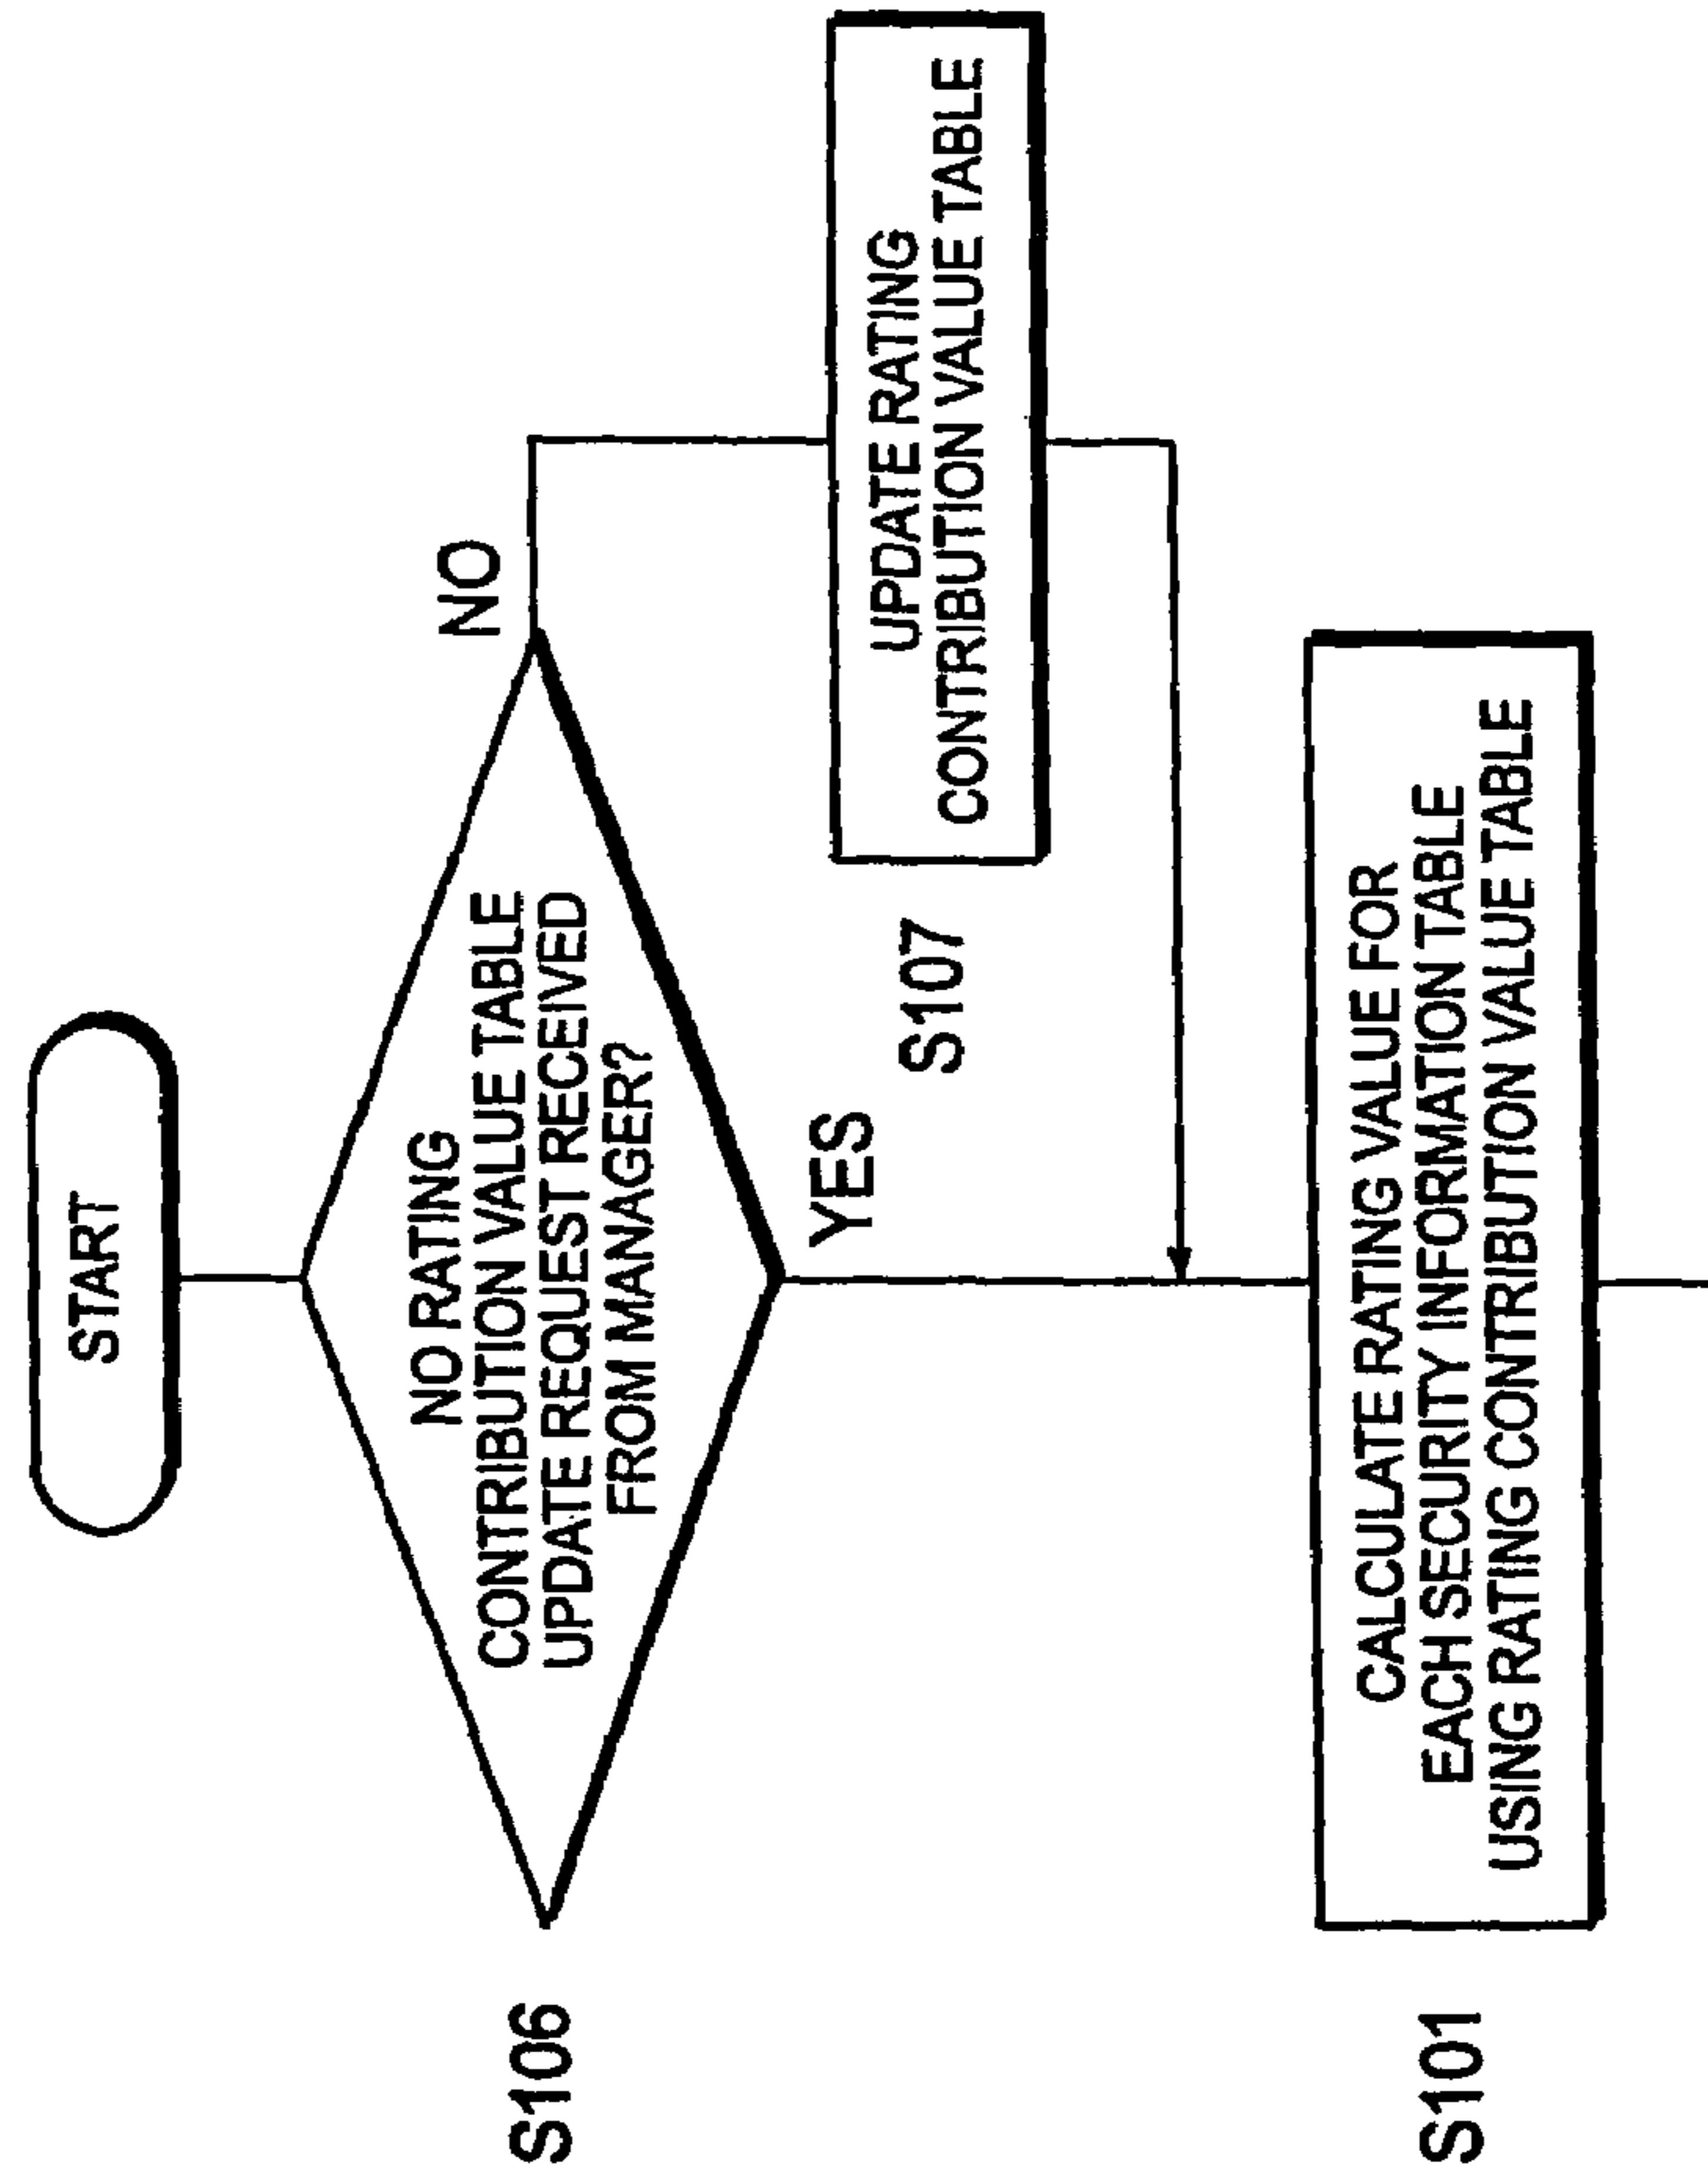 START
S106
NO RATING
CONTRIBUTION VALUE TABLE
UPDATE REQUEST RECEIVED
FROM MANAGER?
NO
YES
S107
UPDATE RATING
CONTRIBUTION VALUE TABLE
S101
CALCULATE RATING VALUE FOR
EACH SECURITY INFORMATION TABLE
USING RATING CONTRIBUTION VALUE TABLE